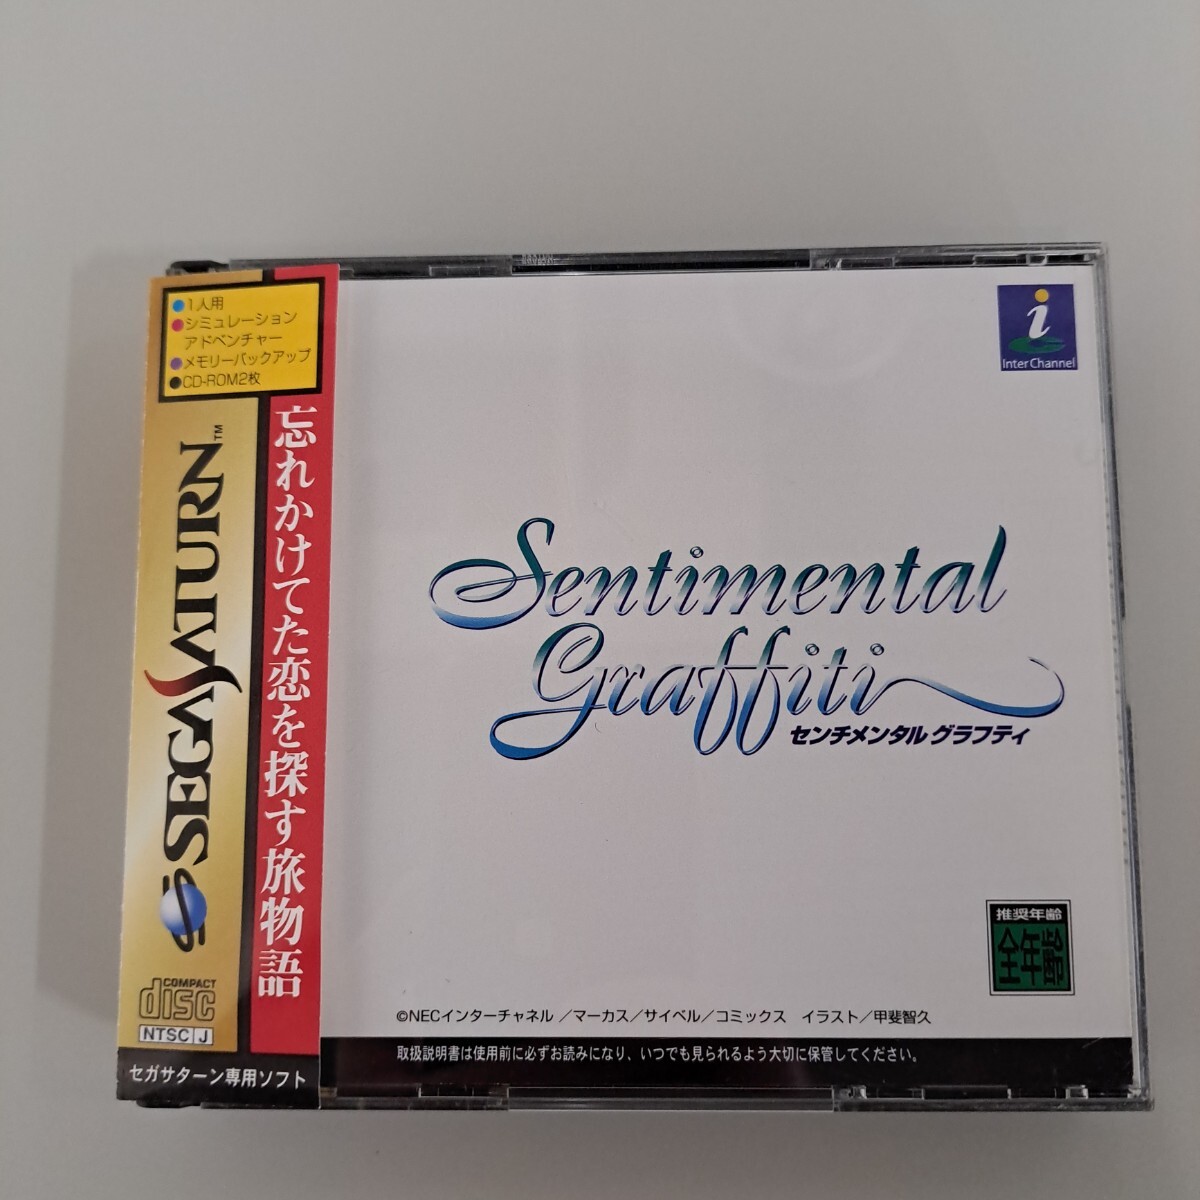 ●1人用
●シミュレーション
アドベンチャー
●メモリーバックアップ
●CD-ROM2枚
SEGA SATURN™
忘れかけてた恋を探す旅物語
COMPACT
disc
NTSC J
セガサターン専用ソフト
i
Inter Channel
Sentimental
Graffiti
センチメンタル グラフティ
推奨年齢
全年齢
©NECインターチャネル ／マーカス／サイベル／コミックス イラスト／甲斐智久
取扱説明書は使用前に必ずお読みになり、いつでも見られるよう大切に保管してください。